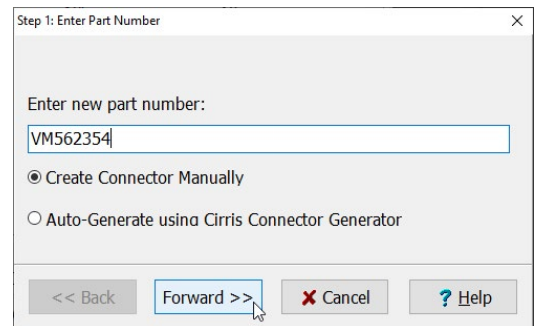 Step 1: Enter Part Number
Enter new part number:
VM562354
Create Connector Manually
Auto-Generate using Cirris Connector Generator
<< Back Forward >> Cancel ? Help